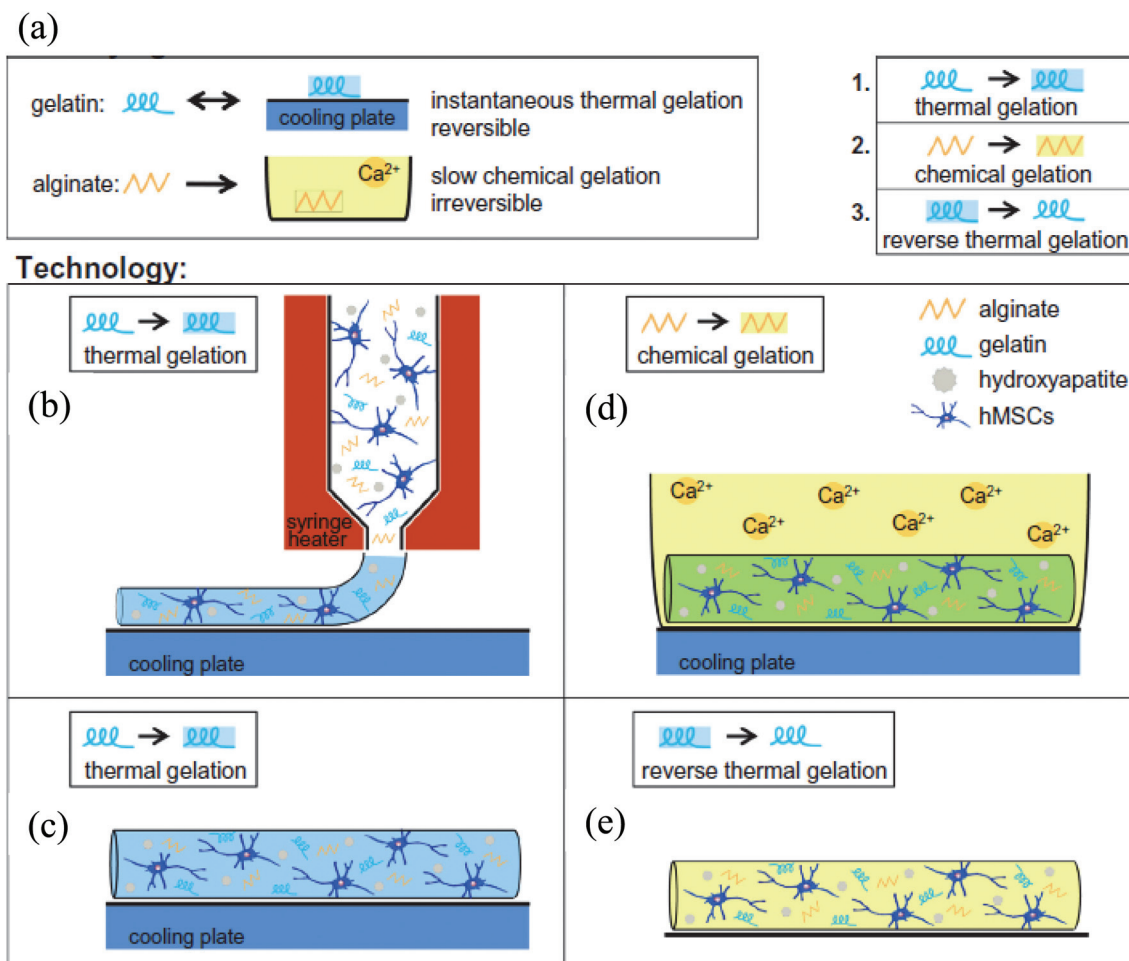 (a)
gelatin:
cooling plate
instantaneous thermal gelation
reversible
alginate:
Ca2+
slow chemical gelation
irreversible
1.
thermal gelation
2.
chemical gelation
3.
reverse thermal gelation
Technology:
thermal gelation
(b)
syringe
heater
cooling plate
chemical gelation
alginate
gelatin
hydroxyapatite
hMSCs
(d)
Ca2+
Ca2+
Ca2+
Ca2+
Ca2+
Ca2+
cooling plate
thermal gelation
(c)
cooling plate
reverse thermal gelation
(e)